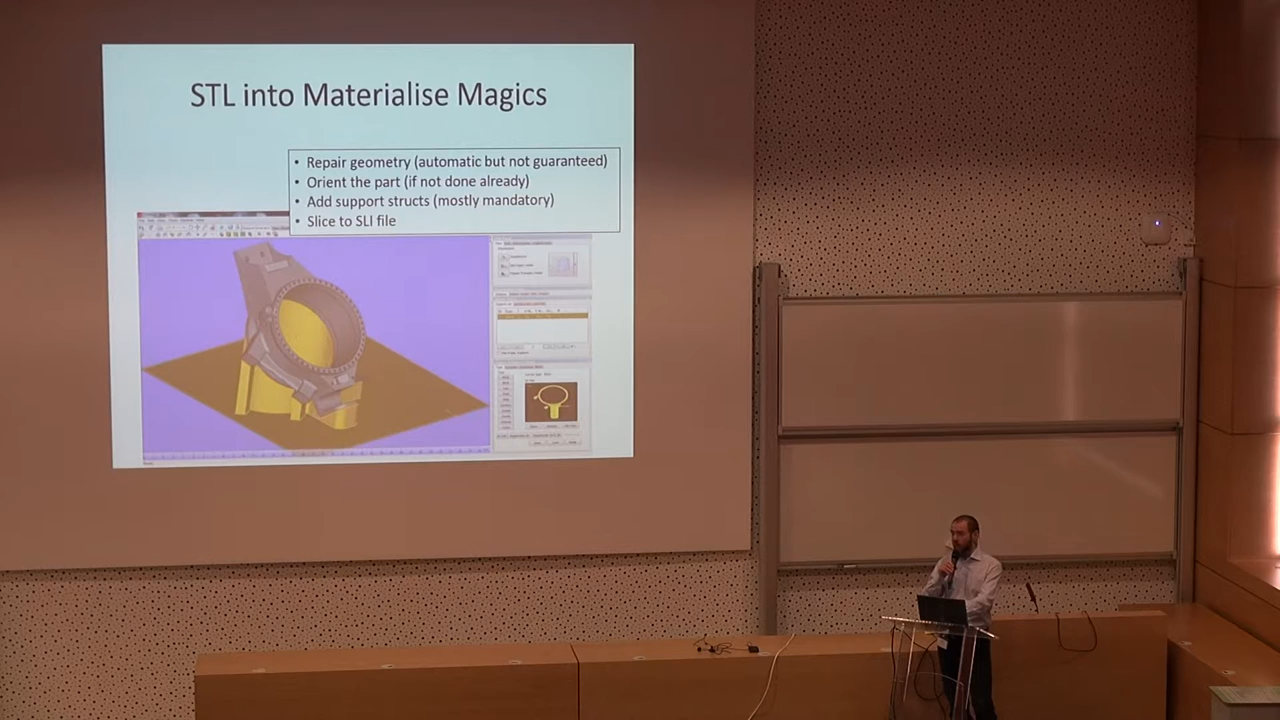 STL into Materialise Magics
• Repair geometry (automatic but not guaranteed)
• Orient the part (if not done already)
• Add support structs (mostly mandatory)
• Slice to SLI file